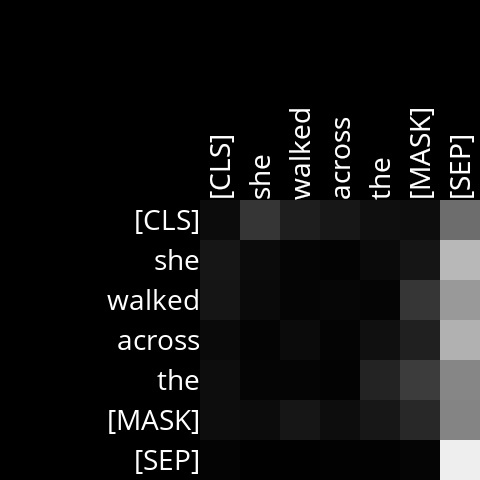 [CLS]
she
walked
across
the
[MASK]
[SEP]
[CLS]
she
walked
across
the
[MASK]
[SEP]